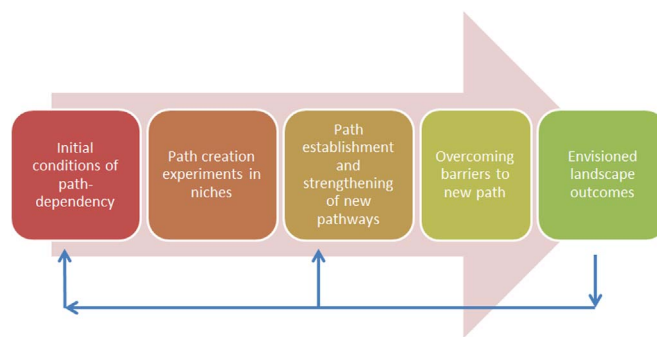 Initial
conditions of
path-
dependency
Path creation
experiments in
niches
Path
establishment
and
strengthening
of new
pathways
Overcoming
barriers to
new path
Envisioned
landscape
outcomes